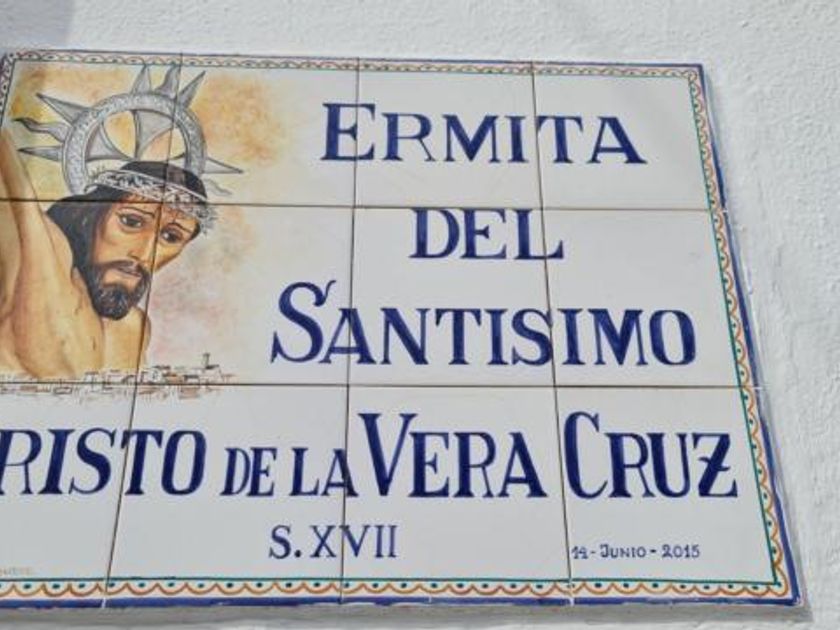 ERMITA
DEL
SANTISIMO
RISTO DE LA VERA CRUZ
S. XVII
14-JUNIO-2015